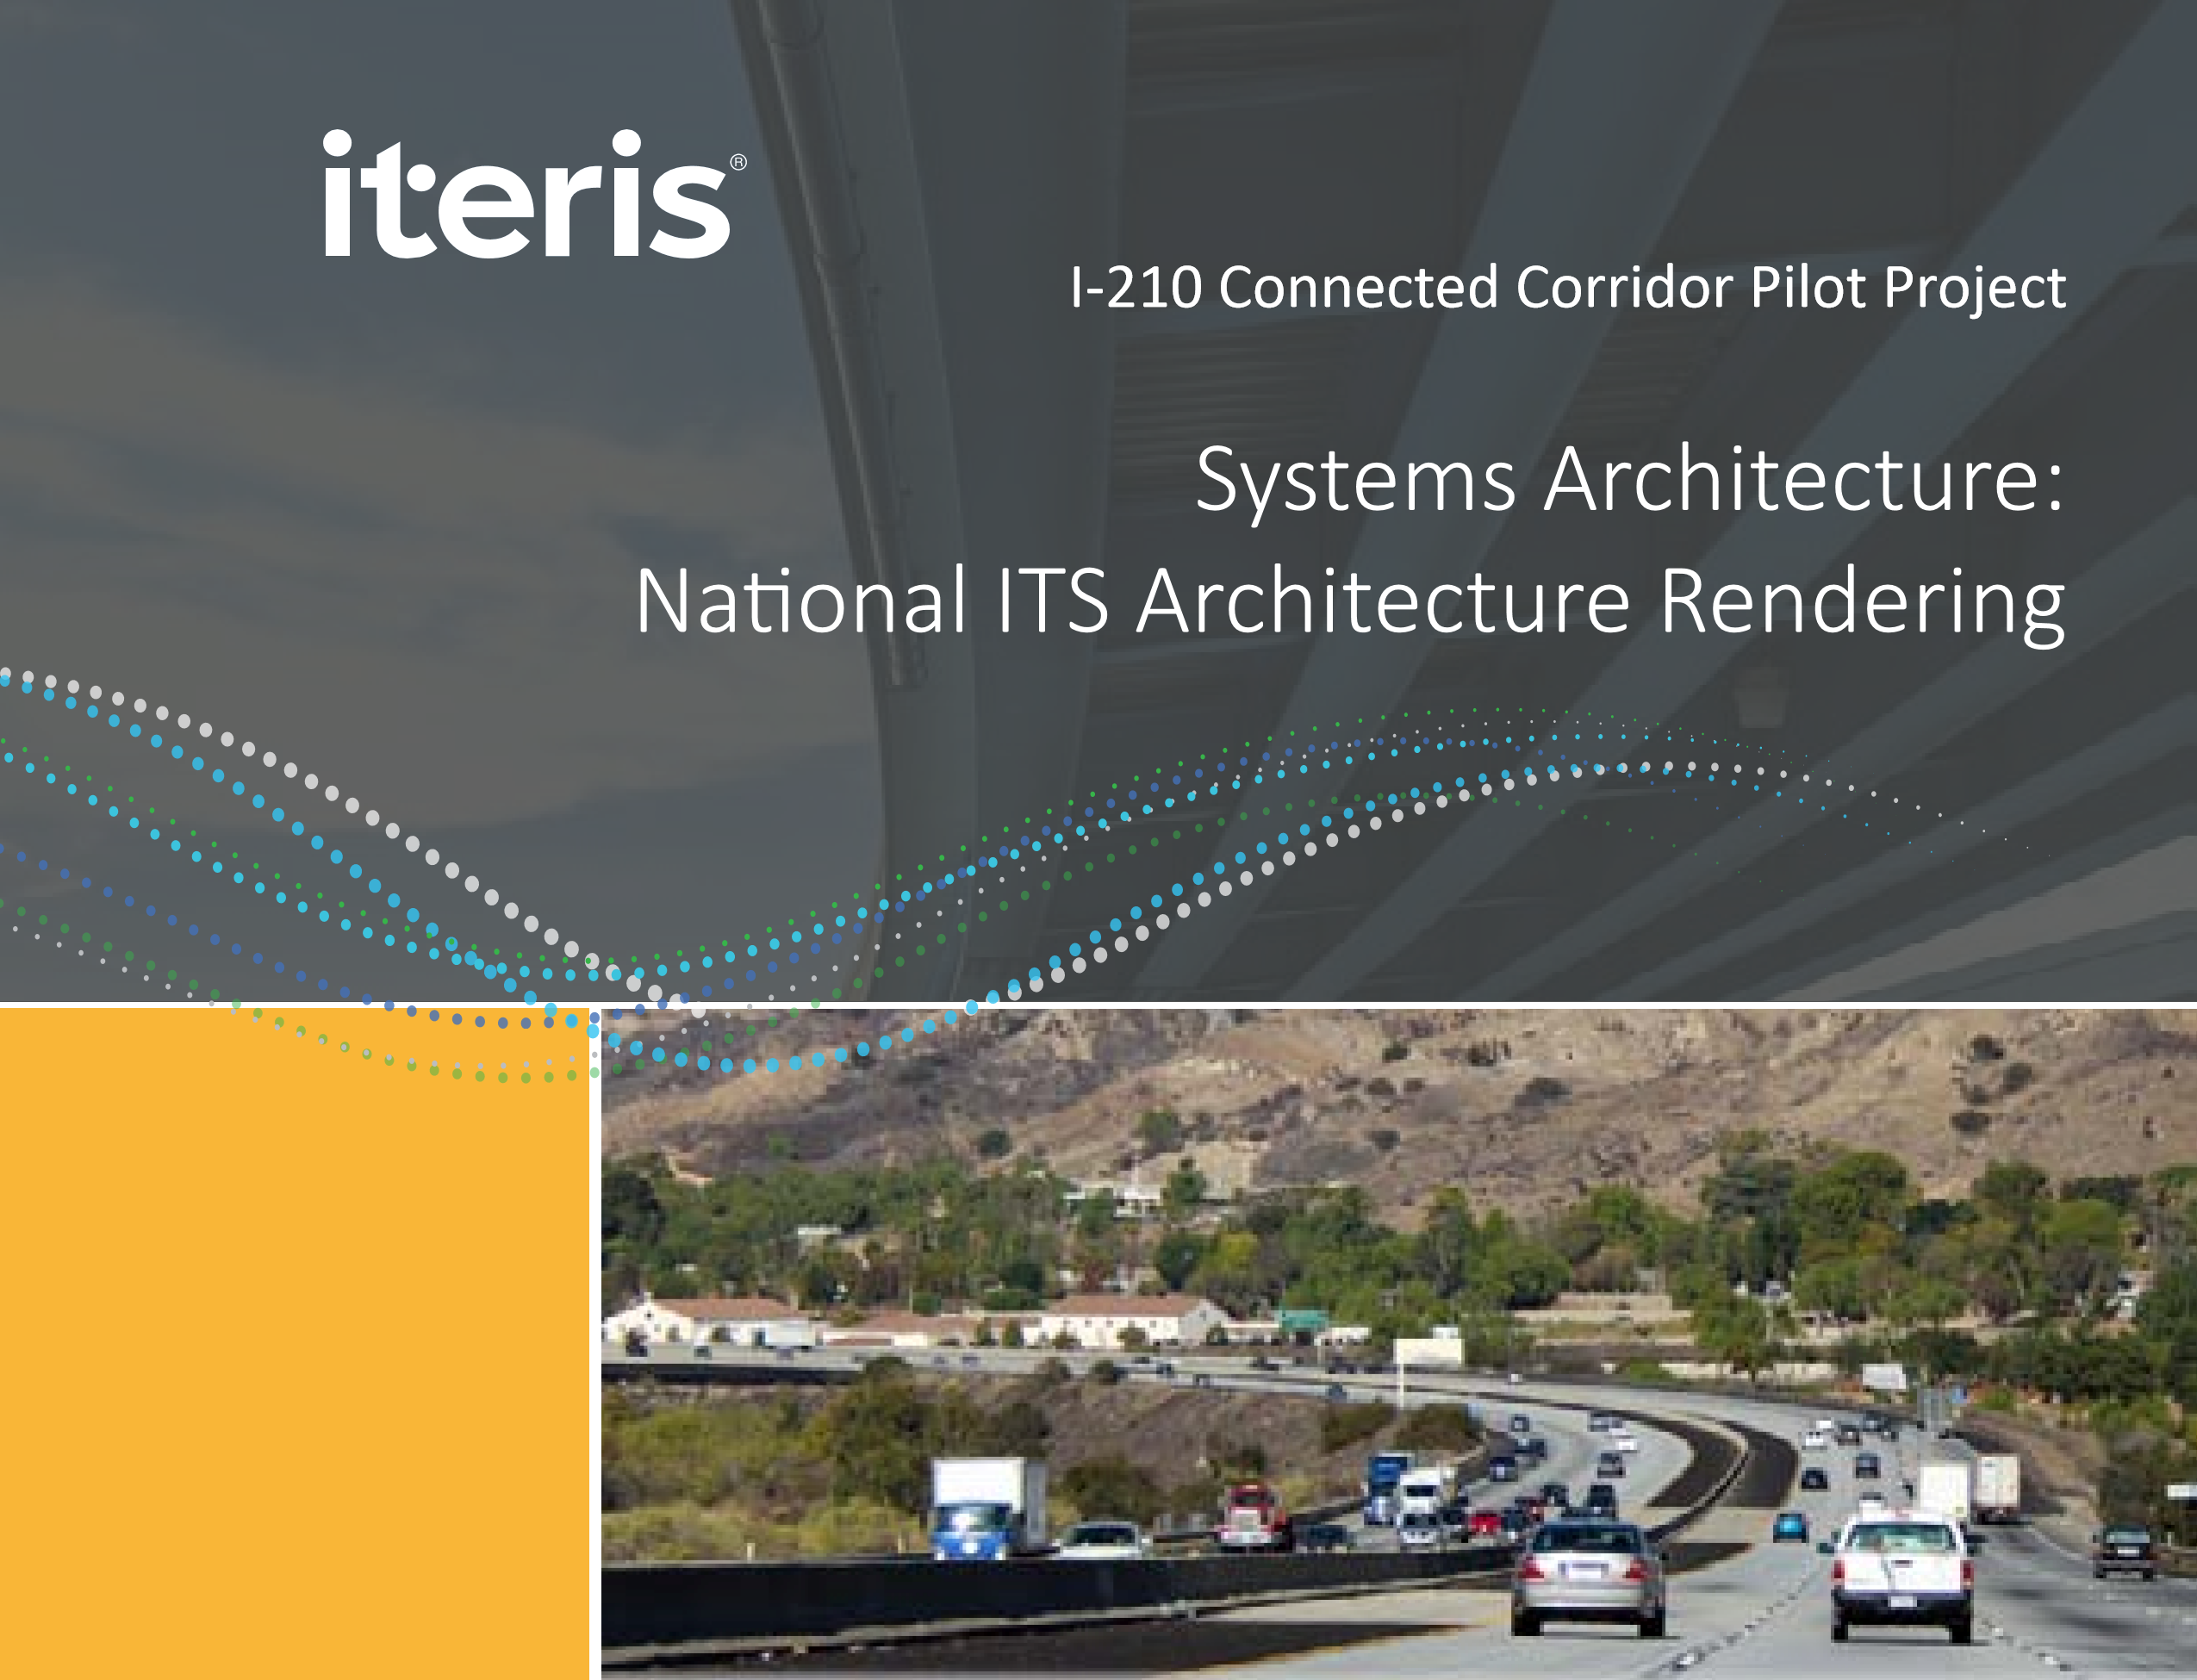 iteris®
I-210 Connected Corridor Pilot Project
Systems Architecture:
National ITS Architecture Rendering